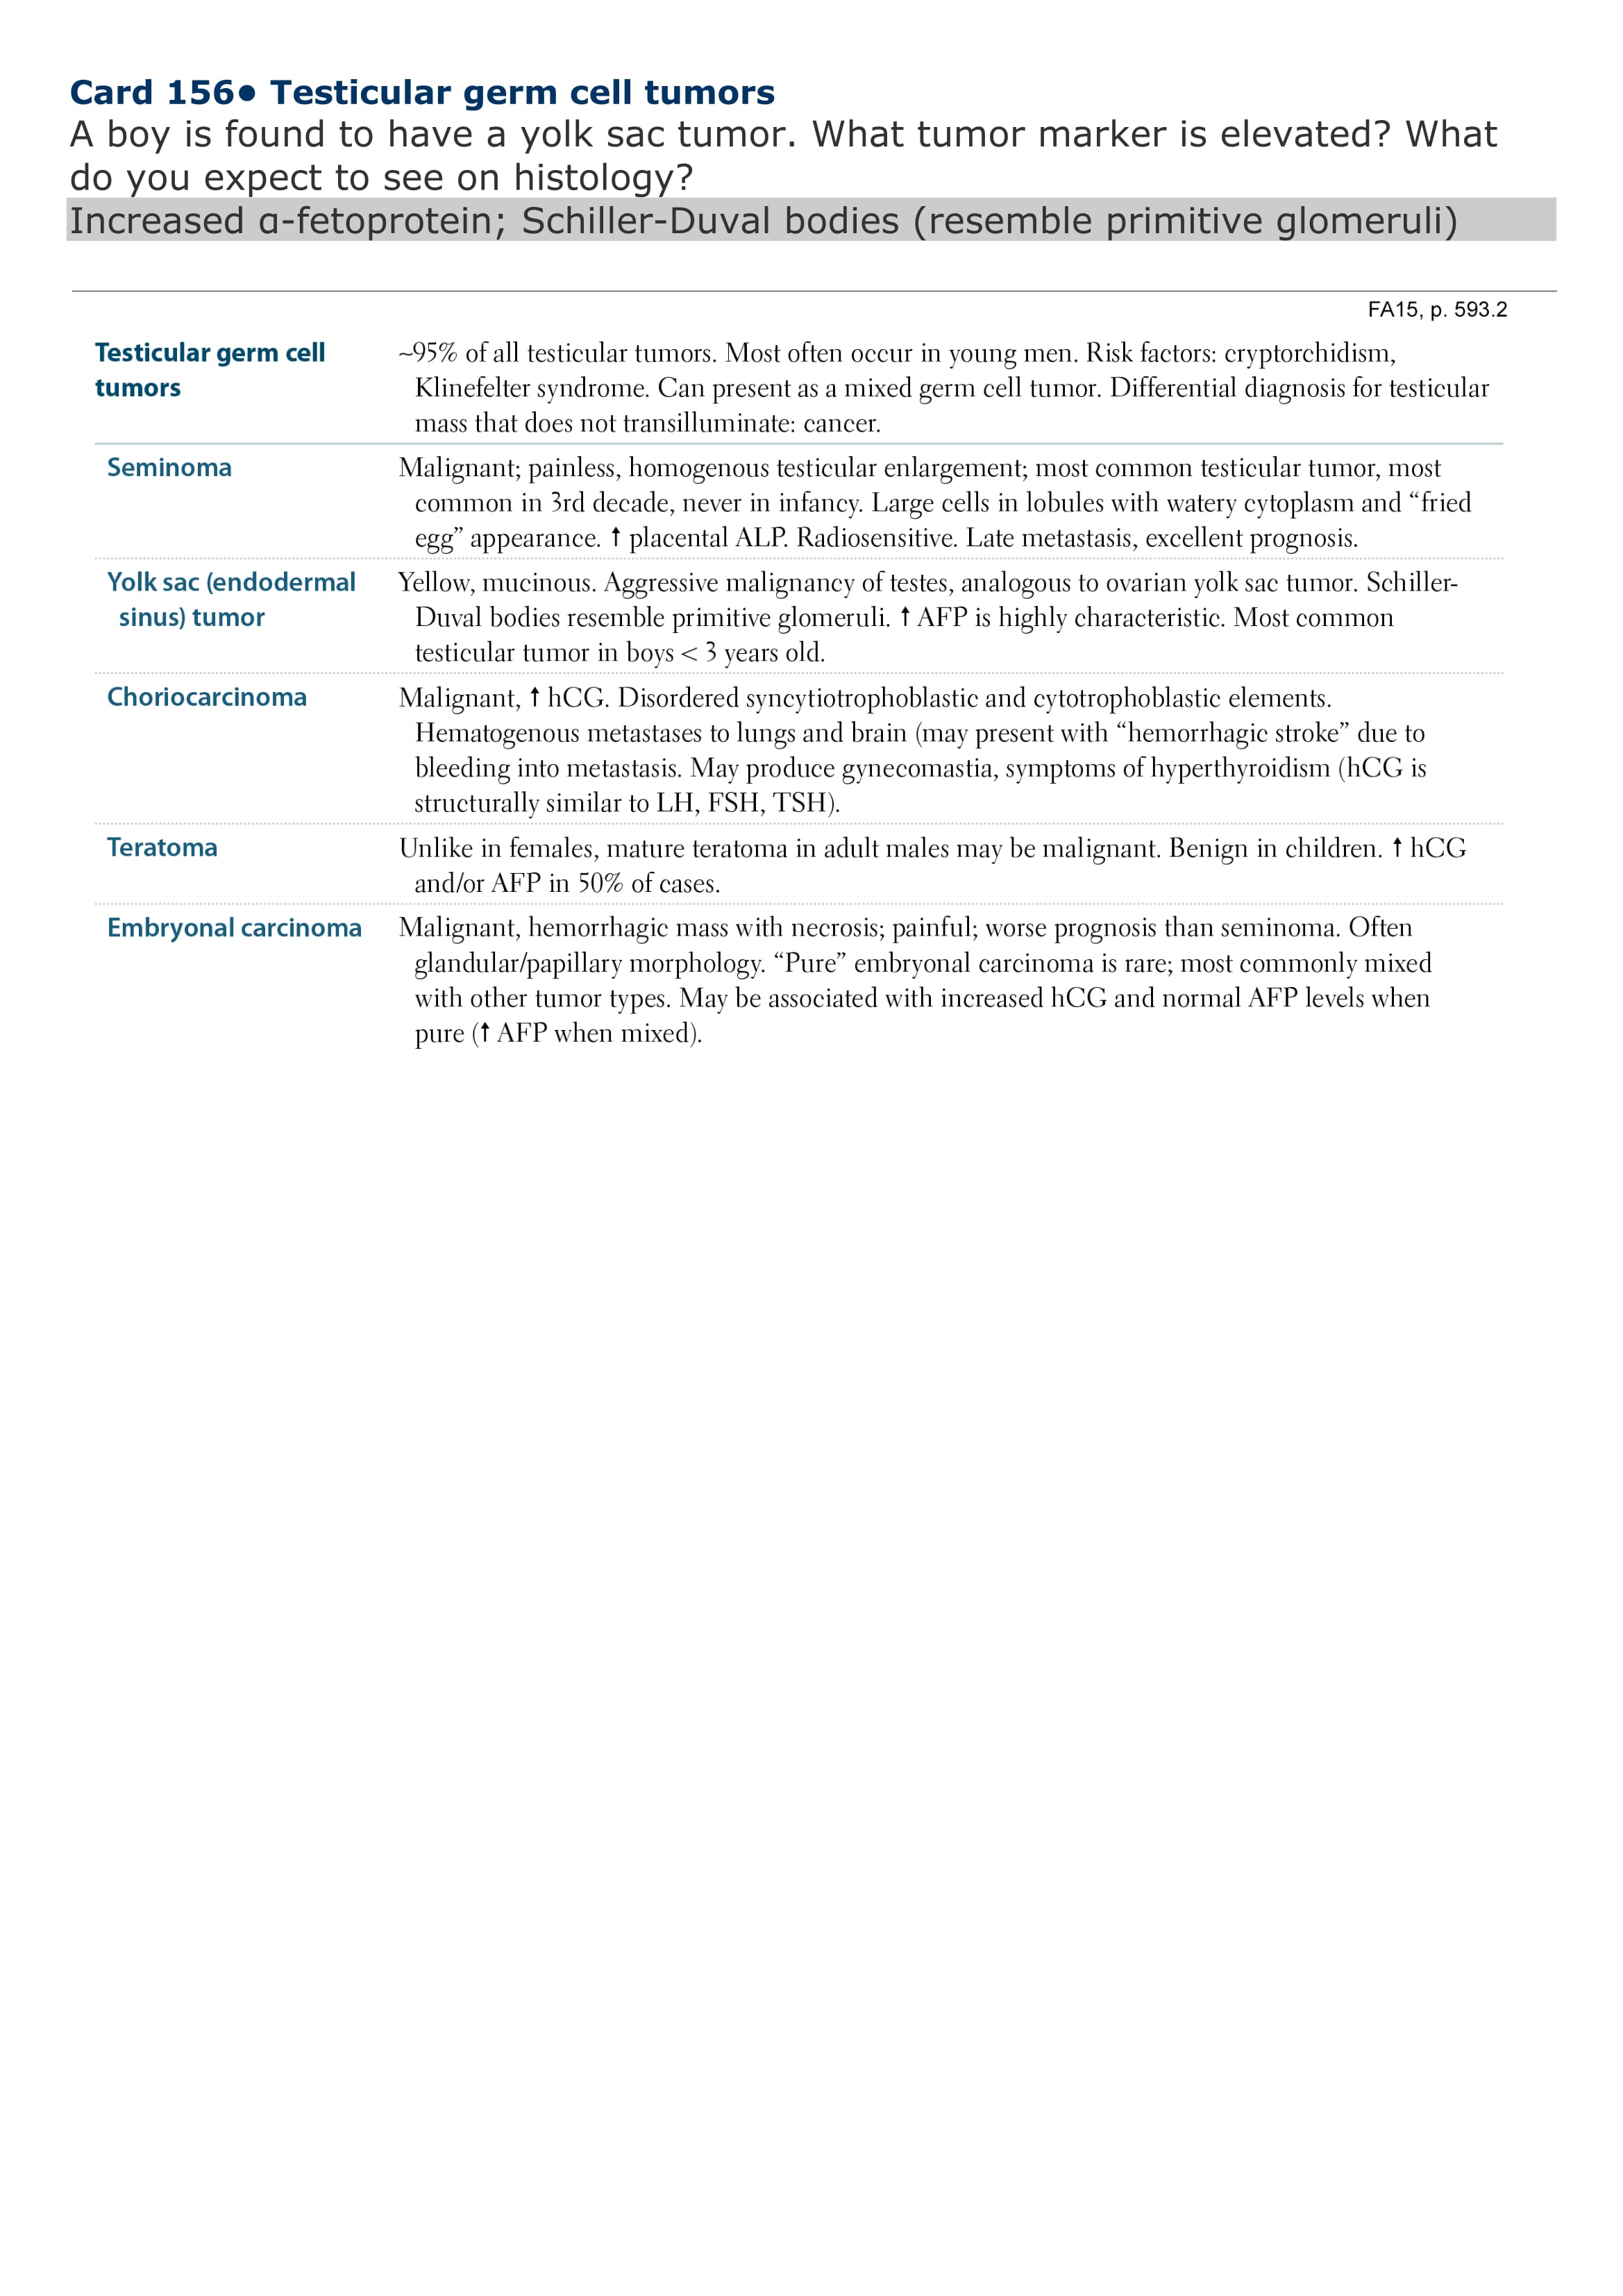 Card 156● Testicular germ cell tumors
A boy is found to have a yolk sac tumor. What tumor marker is elevated? What
do you expect to see on histology?
Increased α-fetoprotein; Schiller-Duval bodies (resemble primitive glomeruli)
FA15, p. 593.2
Testicular germ cell
tumors
~95% of all testicular tumors. Most often occur in young men. Risk factors: cryptorchidism,
Klinefelter syndrome. Can present as a mixed germ cell tumor. Differential diagnosis for testicular
mass that does not transilluminate: cancer.
Seminoma
Malignant; painless, homogenous testicular enlargement; most common testicular tumor, most
common in 3rd decade, never in infancy. Large cells in lobules with watery cytoplasm and “fried
egg” appearance. ↑ placental ALP. Radiosensitive. Late metastasis, excellent prognosis.
Yolk sac (endodermal
sinus) tumor
Yellow, mucinous. Aggressive malignancy of testes, analogous to ovarian yolk sac tumor. Schiller-
Duval bodies resemble primitive glomeruli. ↑ AFP is highly characteristic. Most common
testicular tumor in boys < 3 years old.
Choriocarcinoma
Malignant, ↑ hCG. Disordered syncytiotrophoblastic and cytotrophoblastic elements.
Hematogenous metastases to lungs and brain (may present with “hemorrhagic stroke” due to
bleeding into metastasis. May produce gynecomastia, symptoms of hyperthyroidism (hCG is
structurally similar to LH, FSH, TSH).
Teratoma
Unlike in females, mature teratoma in adult males may be malignant. Benign in children. ↑ hCG
and/or AFP in 50% of cases.
Embryonal carcinoma
Malignant, hemorrhagic mass with necrosis; painful; worse prognosis than seminoma. Often
glandular/papillary morphology. “Pure” embryonal carcinoma is rare; most commonly mixed
with other tumor types. May be associated with increased hCG and normal AFP levels when
pure (↑ AFP when mixed).